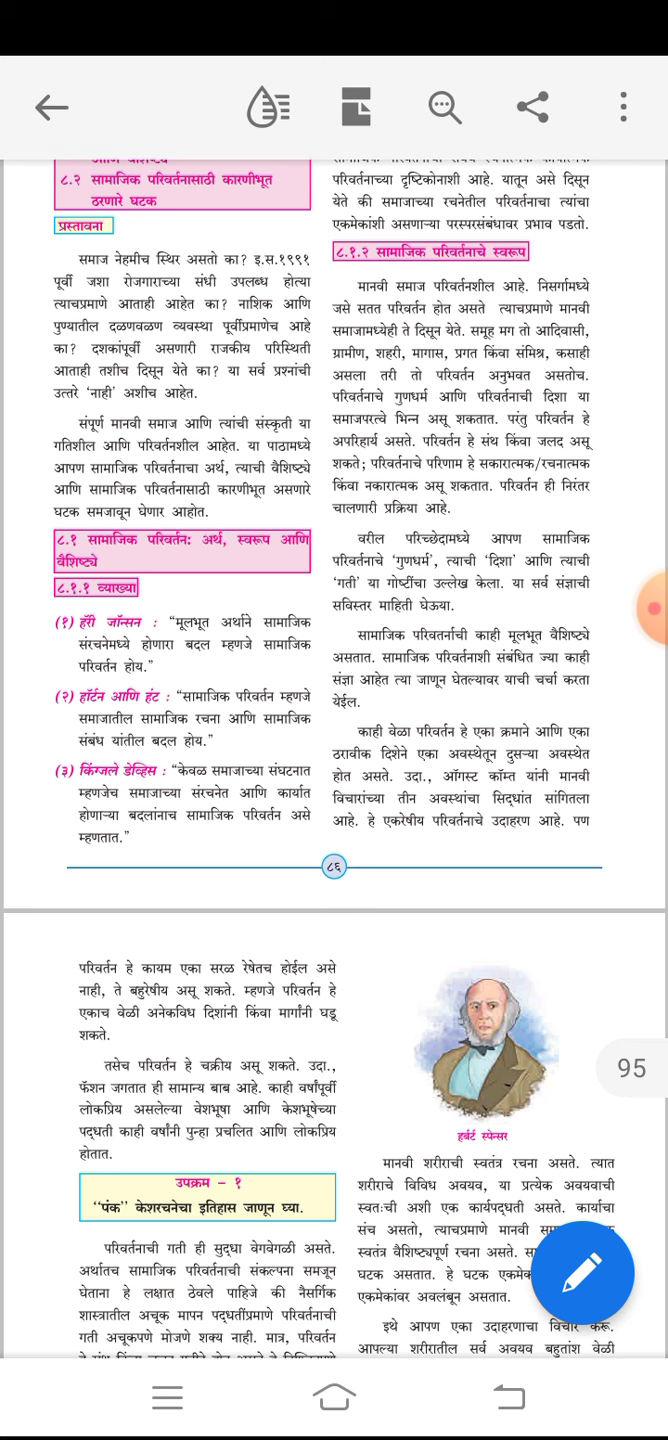 आणि वैशिष्ट्ये
८.२ सामाजिक परिवर्तनासाठी कारणीभूत
ठरणारे घटक
प्रस्तावना
समाज नेहमीच स्थिर असतो का? इ.स.१९९१
पूर्वी जशा रोजगाराच्या संधी उपलब्ध होत्या
त्याचप्रमाणे आताही आहेत का? नाशिक आणि
पुण्यातील दळणवळण व्यवस्था पूर्वीप्रमाणेच आहे
का? दशकांपूर्वी असणारी राजकीय परिस्थिती
आताही तशीच दिसून येते का? या सर्व प्रश्नांची
उत्तरे ‘नाही’ अशीच आहेत.
संपूर्ण मानवी समाज आणि त्यांची संस्कृती या
गतिशील आणि परिवर्तनशील आहेत. या पाठामध्ये
आपण सामाजिक परिवर्तनाचा अर्थ, त्याची वैशिष्ट्ये
आणि सामाजिक परिवर्तनासाठी कारणीभूत असणारे
घटक समजावून घेणार आहोत.
८.१ सामाजिक परिवर्तन: अर्थ, स्वरूप आणि
वैशिष्ट्ये
८.१.१ व्याख्या
(१) हॅरी जॉन्सन : “मूलभूत अर्थाने सामाजिक
संरचनेमध्ये होणारा बदल म्हणजे सामाजिक
परिवर्तन होय.”
(२) हॉर्टन आणि हंट : “सामाजिक परिवर्तन म्हणजे
समाजातील सामाजिक रचना आणि सामाजिक
संबंध यांतील बदल होय.”
(३) किंग्जले डेव्हिस : “केवळ समाजाच्या संघटनात
म्हणजेच समाजाच्या संरचनेत आणि कार्यात
होणाऱ्या बदलांनाच सामाजिक परिवर्तन असे
म्हणतात.”
परिवर्तनाच्या दृष्टिकोनाशी आहे. यातून असे दिसून
येते की समाजाच्या रचनेतील परिवर्तनाचा त्यांचा
एकमेकांशी असणाऱ्या परस्परसंबंधावर प्रभाव पडतो.
८.१.२ सामाजिक परिवर्तनाचे स्वरूप
मानवी समाज परिवर्तनशील आहे. निसर्गामध्ये
जसे सतत परिवर्तन होत असते त्याचप्रमाणे मानवी
समाजामध्येही ते दिसून येते. समूह मग तो आदिवासी,
ग्रामीण, शहरी, मागास, प्रगत किंवा संमिश्र, कसाही
असला तरी तो परिवर्तन अनुभवत असतोच.
परिवर्तनाचे गुणधर्म आणि परिवर्तनाची दिशा या
समाजपरत्वे भिन्न असू शकतात. परंतु परिवर्तन हे
अपरिहार्य असते. परिवर्तन हे संथ किंवा जलद असू
शकते; परिवर्तनाचे परिणाम हे सकारात्मक/रचनात्मक
किंवा नकारात्मक असू शकतात. परिवर्तन ही निरंतर
चालणारी प्रक्रिया आहे.
वरील परिच्छेदामध्ये आपण सामाजिक
परिवर्तनाचे ‘गुणधर्म’, त्याची ‘दिशा’ आणि त्याची
‘गती’ या गोष्टींचा उल्लेख केला. या सर्व संज्ञाची
सविस्तर माहिती घेऊया.
सामाजिक परिवतर्नाची काही मूलभूत वैशिष्ट्ये
असतात. सामाजिक परिवर्तनाशी संबंधित ज्या काही
संज्ञा आहेत त्या जाणून घेतल्यावर याची चर्चा करता
येईल.
काही वेळा परिवर्तन हे एका क्रमाने आणि एका
ठरावीक दिशेने एका अवस्थेतून दुसऱ्या अवस्थेत
होत असते. उदा., ऑगस्ट कॉम्त यांनी मानवी
विचारांच्या तीन अवस्थांचा सिद्धांत सांगितला
आहे. हे एकरेषीय परिवर्तनाचे उदाहरण आहे. पण
८६
परिवर्तन हे कायम एका सरळ रेषेतच होईल असे
नाही, ते बहुरेषीय असू शकते. म्हणजे परिवर्तन हे
एकाच वेळी अनेकविध दिशांनी किंवा मार्गांनी घडू
शकते.
तसेच परिवर्तन हे चक्रीय असू शकते. उदा.,
फॅशन जगतात ही सामान्य बाब आहे. काही वर्षांपूर्वी
लोकप्रिय असलेल्या वेशभूषा आणि केशभूषेच्या
पद्धती काही वर्षांनी पुन्हा प्रचलित आणि लोकप्रिय
होतात.
उपक्रम – १
“पंक” केशरचनेचा इतिहास जाणून घ्या.
परिवर्तनाची गती ही सुद्धा वेगवेगळी असते.
अर्थातच सामाजिक परिवर्तनाची संकल्पना समजून
घेताना हे लक्षात ठेवले पाहिजे की नैसर्गिक
शास्त्रातील अचूक मापन पद्धतींप्रमाणे परिवर्तनाची
गती अचूकपणे मोजणे शक्य नाही. मात्र, परिवर्तन
95
हर्बर्ट स्पेन्सर
मानवी शरीराची स्वतंत्र रचना असते. त्यात
शरीराचे विविध अवयव, या प्रत्येक अवयवाची
स्वतःची अशी एक कार्यपद्धती असते. कार्याचा
संच असतो, त्याचप्रमाणे मानवी
स्वतंत्र वैशिष्ट्यपूर्ण रचना असते.
घटक असतात. हे घटक
एकमेकांवर अवलंबून असतात.
इथे आपण एका उदाहरणाचा विचार करू.
आपल्या शरीरातील सर्व अवयव बहुतांश वेळी